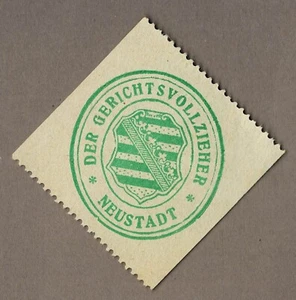 * DER GERICHTSVOLLZIEHER *
NEUSTADT